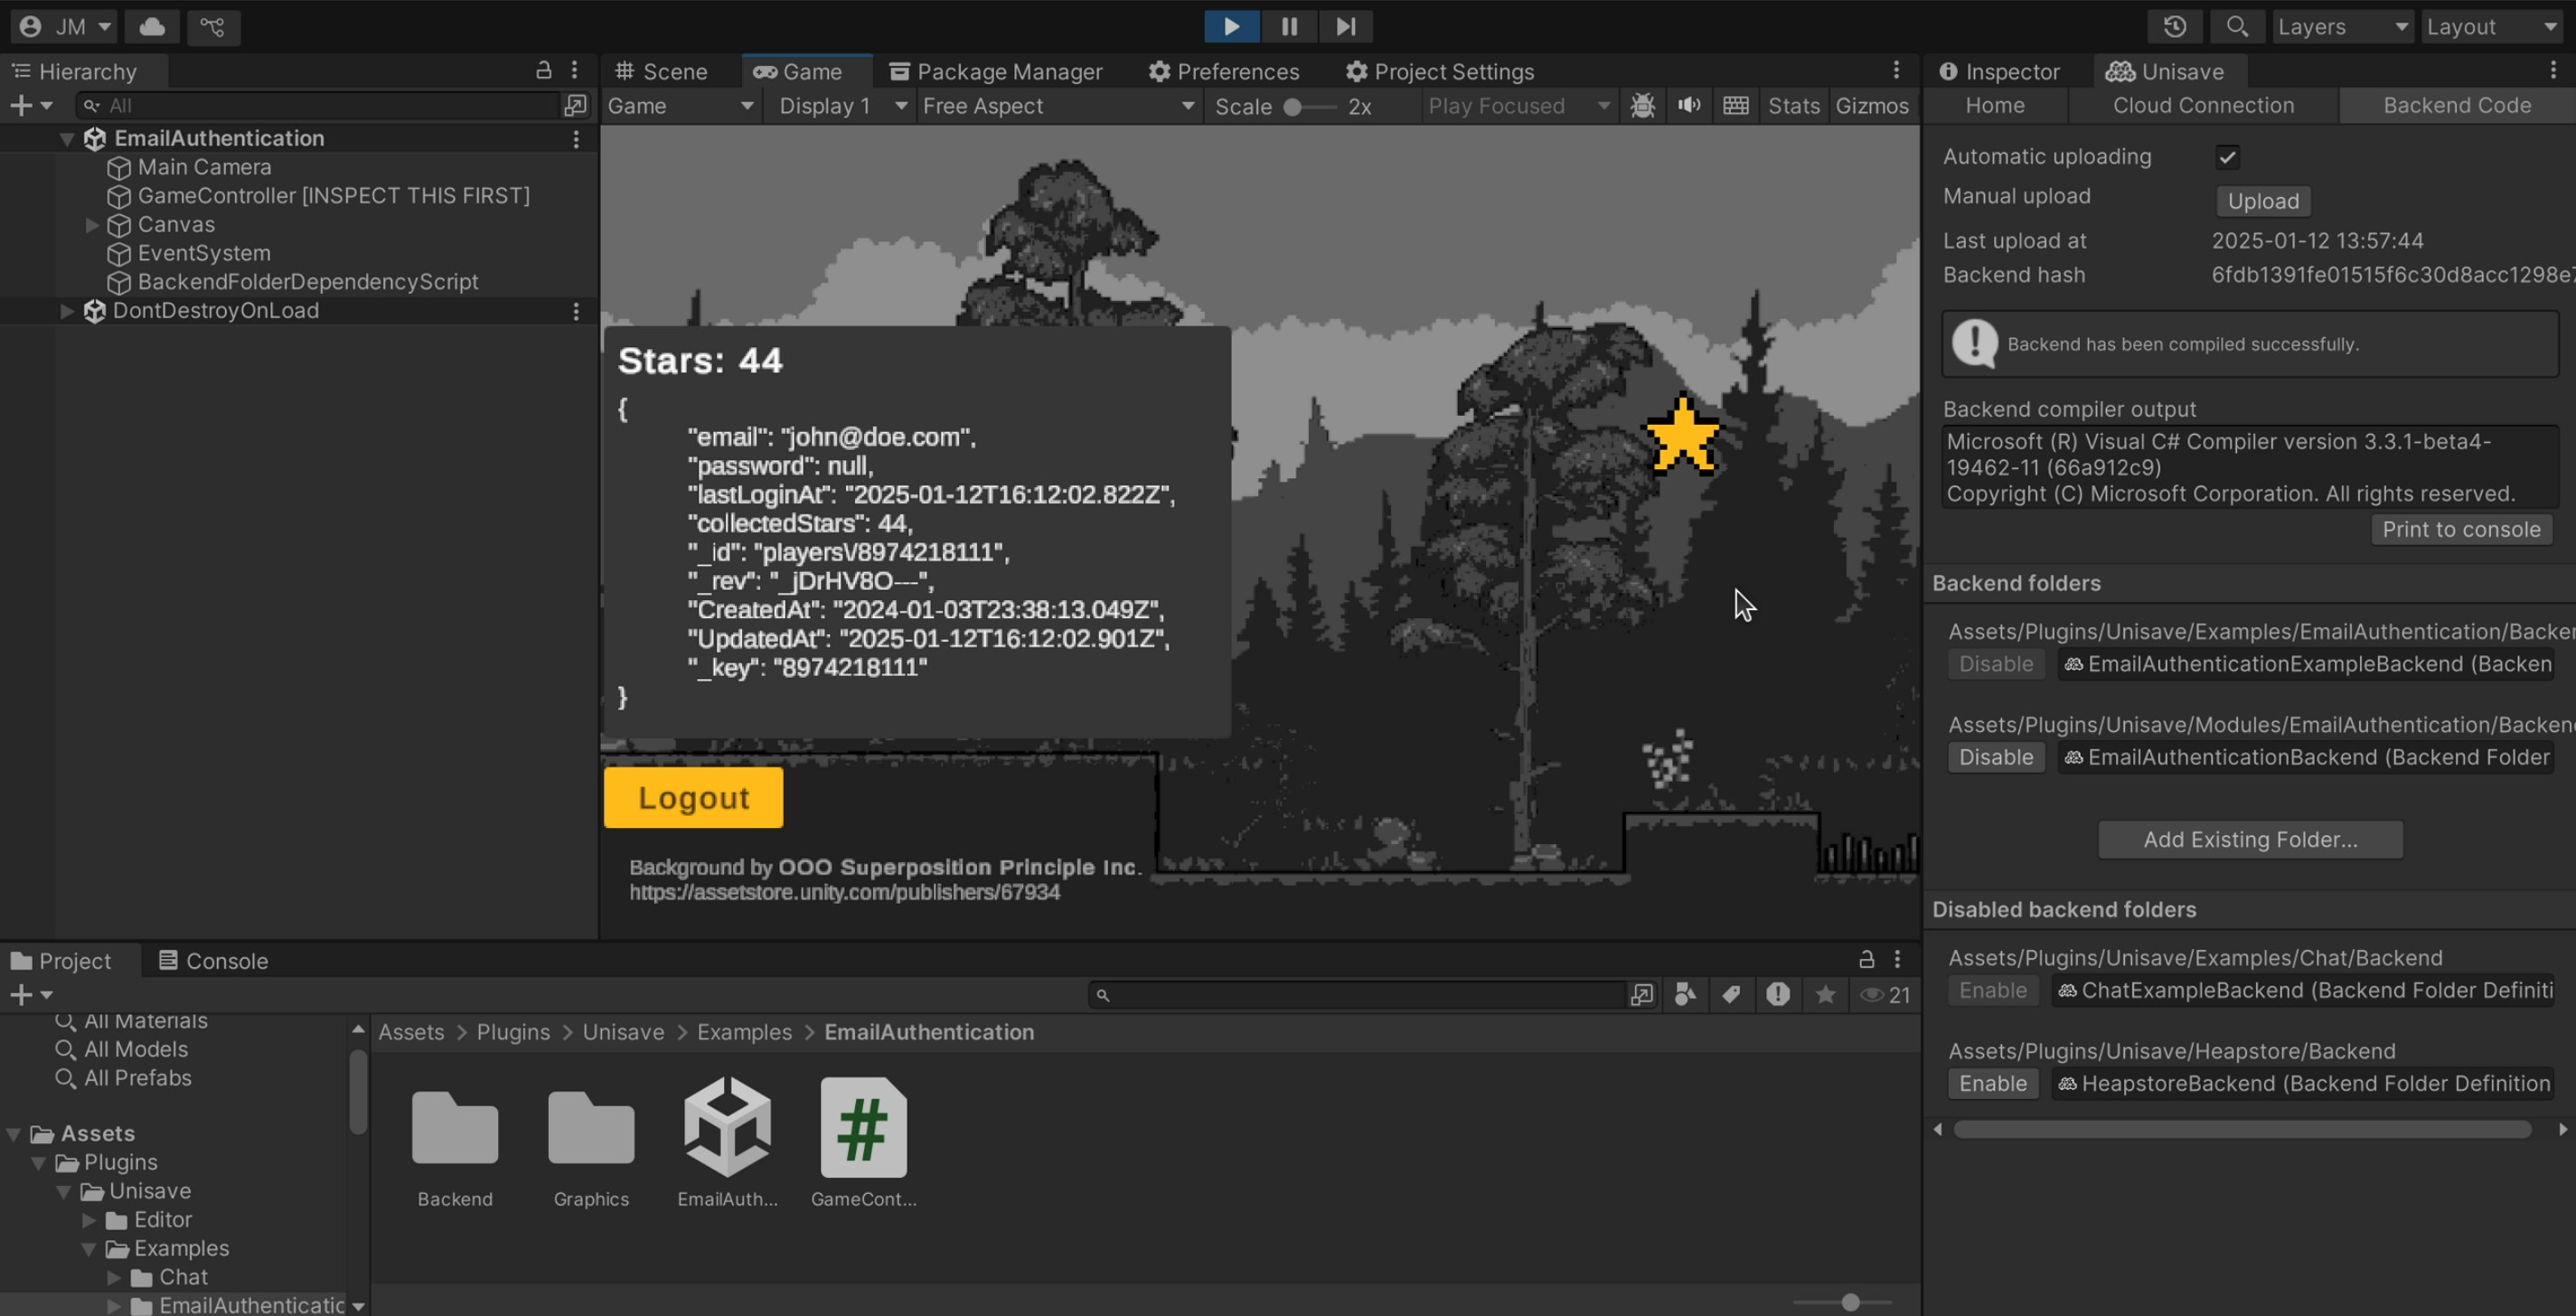 JM
Layers
Layout
Hierarchy
All
EmailAuthentication
Main Camera
GameController [INSPECT THIS FIRST]
Canvas
EventSystem
BackendFolderDependencyScript
DontDestroyOnLoad
Scene
Game
Package Manager
Preferences
Project Settings
Game
Display 1
Free Aspect
Scale
2x
Play Focused
Stats
Gizmos
Stars: 44
{
"email": "john@doe.com",
"password": null,
"lastLoginAt": "2025-01-12T16:12:02.822Z",
"collectedStars": 44,
"_id": "players\/8974218111",
"_rev": "_jDrHV8O---",
"CreatedAt": "2024-01-03T23:38:13.049Z",
"UpdatedAt": "2025-01-12T16:12:02.901Z",
"_key": "8974218111"
}
Logout
Background by OOO Superposition Principle Inc.
https://assetstore.unity.com/publishers/67934
Inspector
Unisave
Home
Cloud Connection
Backend Code
Automatic uploading
Manual upload
Upload
Last upload at
2025-01-12 13:57:44
Backend hash
6fdb1391fe01515f6c30d8acc1298e7
Backend has been compiled successfully.
Backend compiler output
Microsoft (R) Visual C# Compiler version 3.3.1-beta4-
19462-11 (66a912c9)
Copyright (C) Microsoft Corporation. All rights reserved.
Print to console
Backend folders
Assets/Plugins/Unisave/Examples/EmailAuthentication/Backen
Disable
EmailAuthenticationExampleBackend (Backen
Assets/Plugins/Unisave/Modules/EmailAuthentication/Backend
Disable
EmailAuthenticationBackend (Backend Folder
Add Existing Folder...
Disabled backend folders
Assets/Plugins/Unisave/Examples/Chat/Backend
Enable
ChatExampleBackend (Backend Folder Definiti
Assets/Plugins/Unisave/Heapstore/Backend
Enable
HeapstoreBackend (Backend Folder Definition
Project
Console
21
All Materials
All Models
All Prefabs
Assets
Plugins
Unisave
Editor
Examples
Chat
EmailAuthenticatic
Assets > Plugins > Unisave > Examples > EmailAuthentication
Backend
Graphics
EmailAuth...
GameCont...